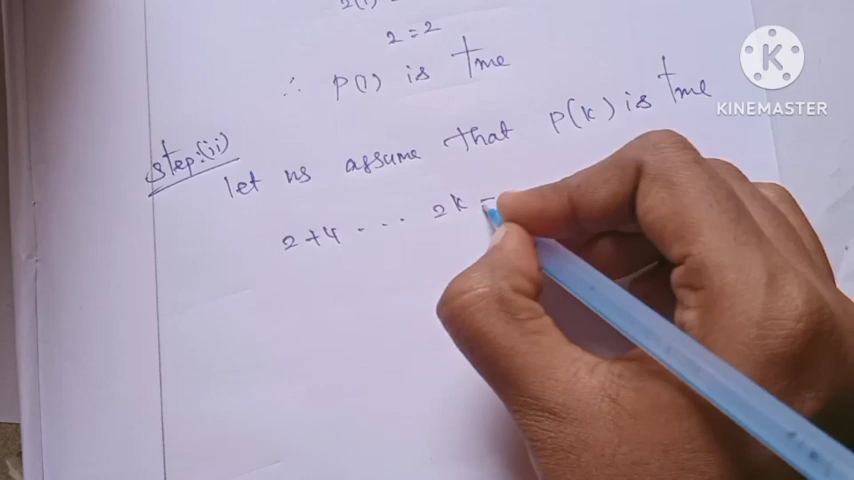 2 = 2
∴ P(1) is true
step:(ii)
let us assume that P(k) is true
2+4 - - - 2k =
K
KINEMASTER